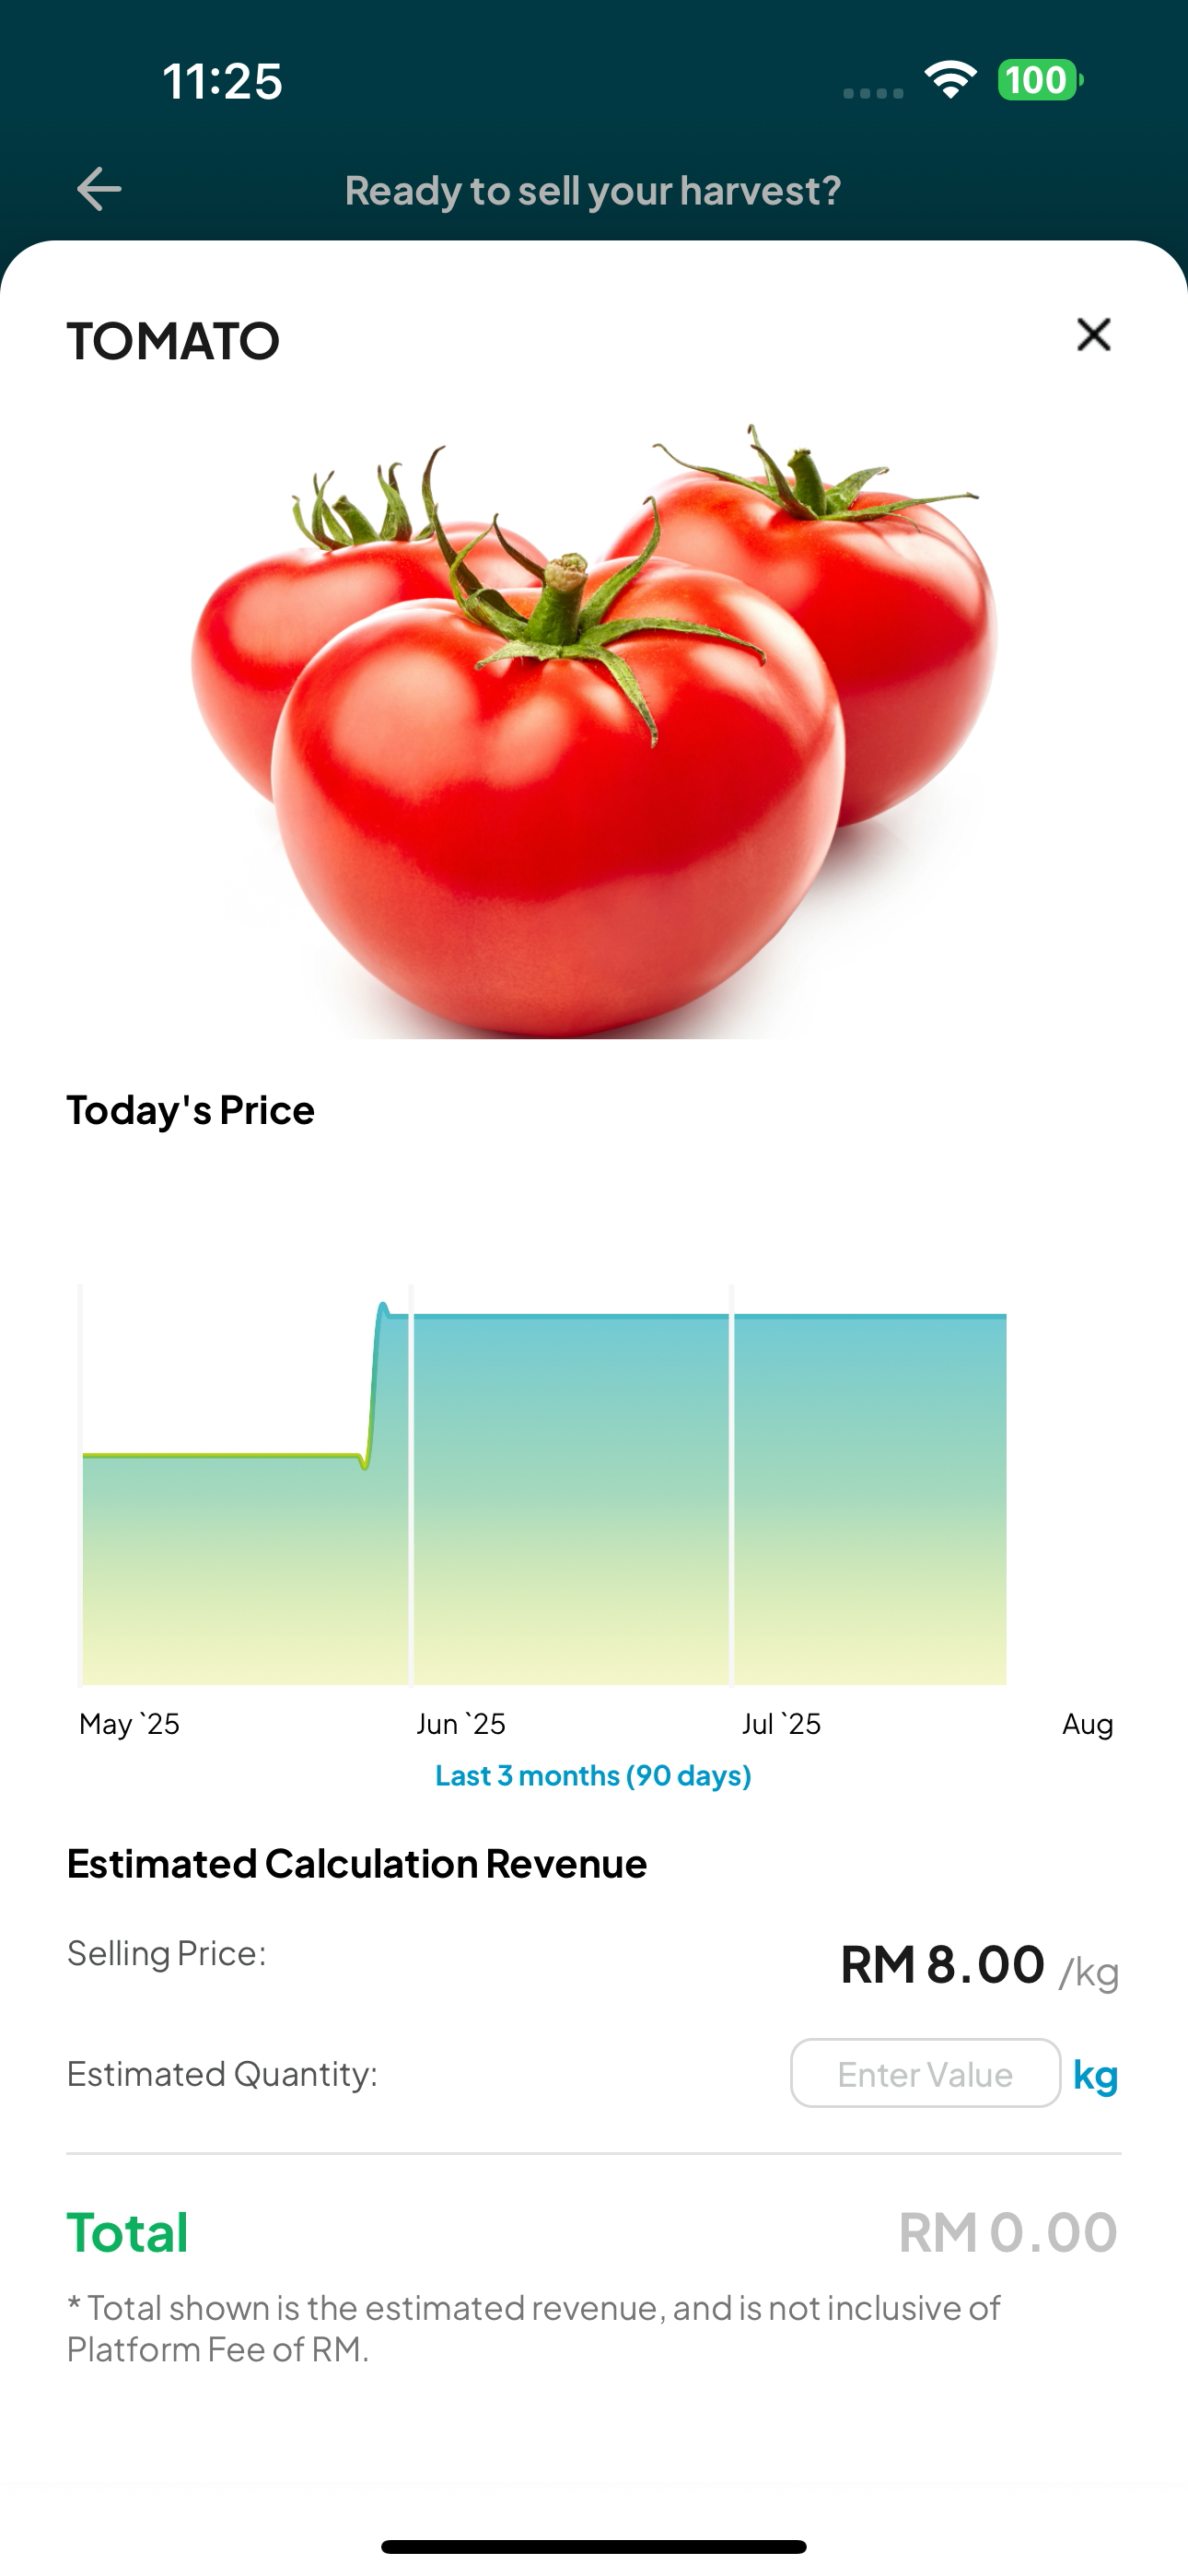 11:25
100
Ready to sell your harvest?
TOMATO
Today's Price
May `25 Jun `25 Jul `25 Aug
Last 3 months (90 days)
Estimated Calculation Revenue
Selling Price: RM 8.00 /kg
Estimated Quantity: Enter Value kg
Total RM 0.00
* Total shown is the estimated revenue, and is not inclusive of
Platform Fee of RM.